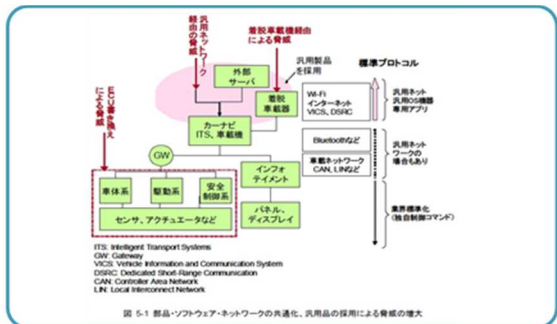 汎用ネットワーク
経由の脅威
着脱車載機経由
による脅威
汎用製品
を採用
標準プロトコル
外部
サーバ
着脱
車載器
Wi-Fi
インターネット
VICS, DSRC
汎用ネット
汎用OS機器
専用アプリ
ECU書き換え
による脅威
カーナビ
ITS、車載機
Bluetoothなど
車載ネットワーク
CAN, LINなど
汎用ネット
ワークの
場合もあり
GW
インフォ
テイメント
車体系
駆動系
安全
制御系
センサ、アクチュエータなど
パネル、
ディスプレイ
業界標準化
(独自制御コマンド)
ITS: Intelligent Transport Systems
GW: Gateway
VICS: Vehicle Information and Communication System
DSRC: Dedicated Short-Range Communication
CAN: Controller Area Network
LIN: Local Interconnect Network
図 5-1 部品・ソフトウェア・ネットワークの共通化、汎用品の採用による脅威の増大